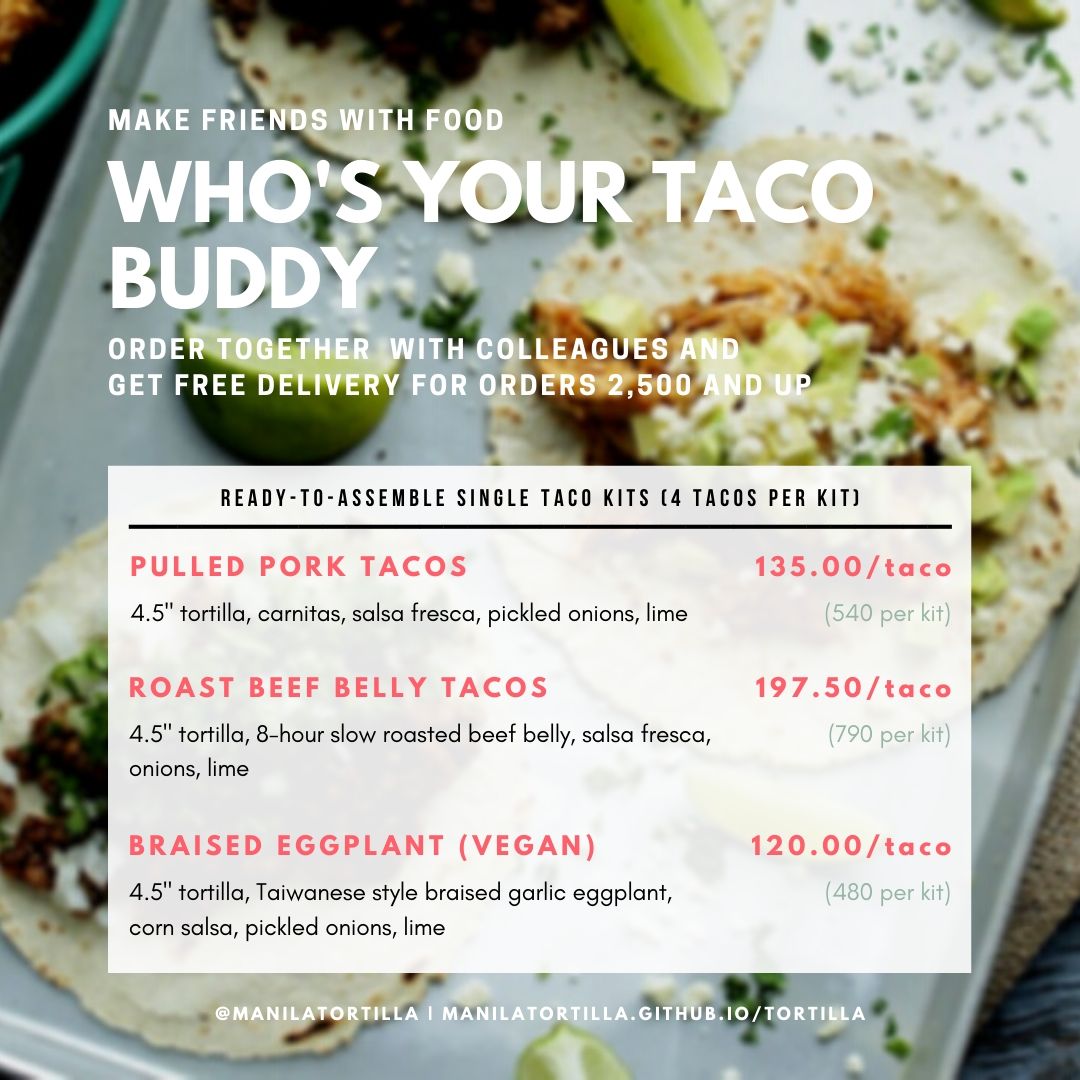 MAKE FRIENDS WITH FOOD
WHO'S YOUR TACO
BUDDY
ORDER TOGETHER WITH COLLEAGUES AND
GET FREE DELIVERY FOR ORDERS 2,500 AND UP
READY-TO-ASSEMBLE SINGLE TACO KITS (4 TACOS PER KIT)
PULLED PORK TACOS 135.00/taco
4.5" tortilla, carnitas, salsa fresca, pickled onions, lime (540 per kit)
ROAST BEEF BELLY TACOS 197.50/taco
4.5" tortilla, 8-hour slow roasted beef belly, salsa fresca, (790 per kit)
onions, lime
BRAISED EGGPLANT (VEGAN) 120.00/taco
4.5" tortilla, Taiwanese style braised garlic eggplant, (480 per kit)
corn salsa, pickled onions, lime
@MANILATORTILLA | MANILATORTILLA.GITHUB.IO/TORTILLA